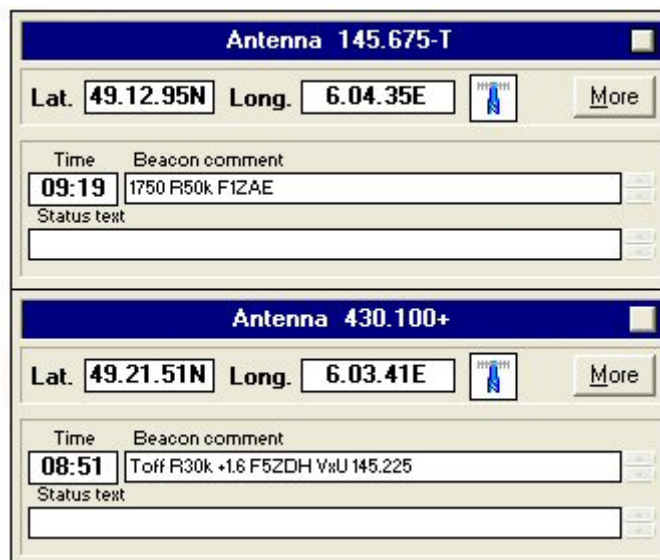 Antenna 145.675-T
Lat. 49.12.95N Long. 6.04.35E More
Time Beacon comment
09:19 1750 R50k F1ZAE
Status text
Antenna 430.100+
Lat. 49.21.51N Long. 6.03.41E More
Time Beacon comment
08:51 Toff R30k +1.6 F5ZDH VxU 145.225
Status text